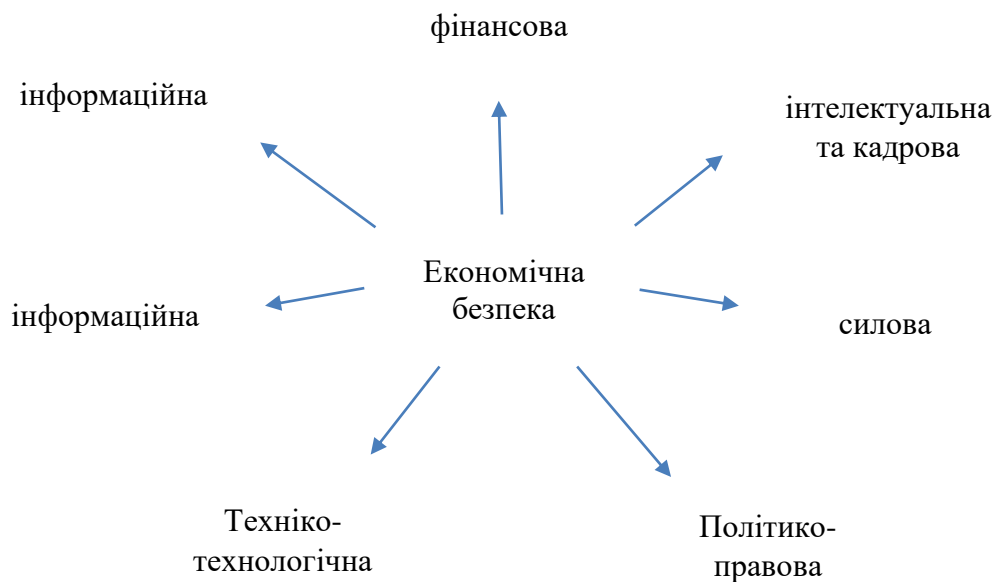 фінансова
інформаційна
інтелектуальна
та кадрова
Економічна
безпека
інформаційна
силова
Техніко-
технологічна
Політико-
правова